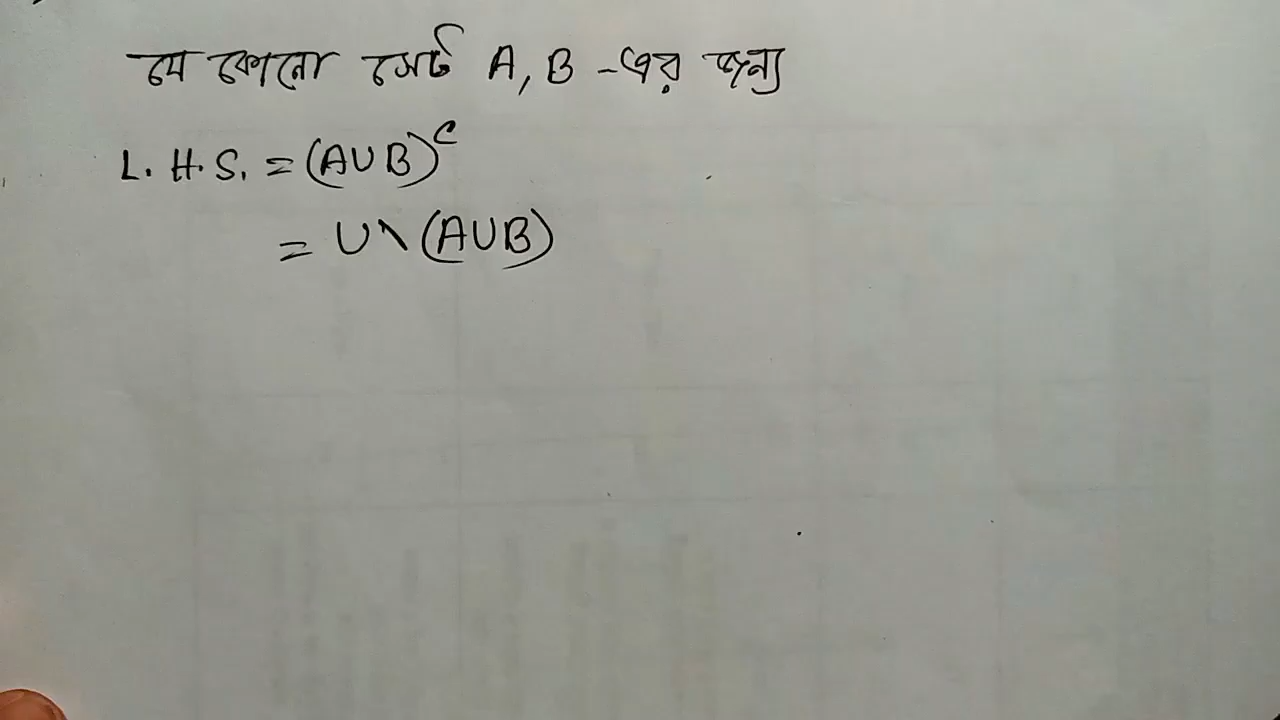 যে কোনো সেট A, B -এর জন্য
L. H. S. = (A∪B)^c
= U \ (A∪B)